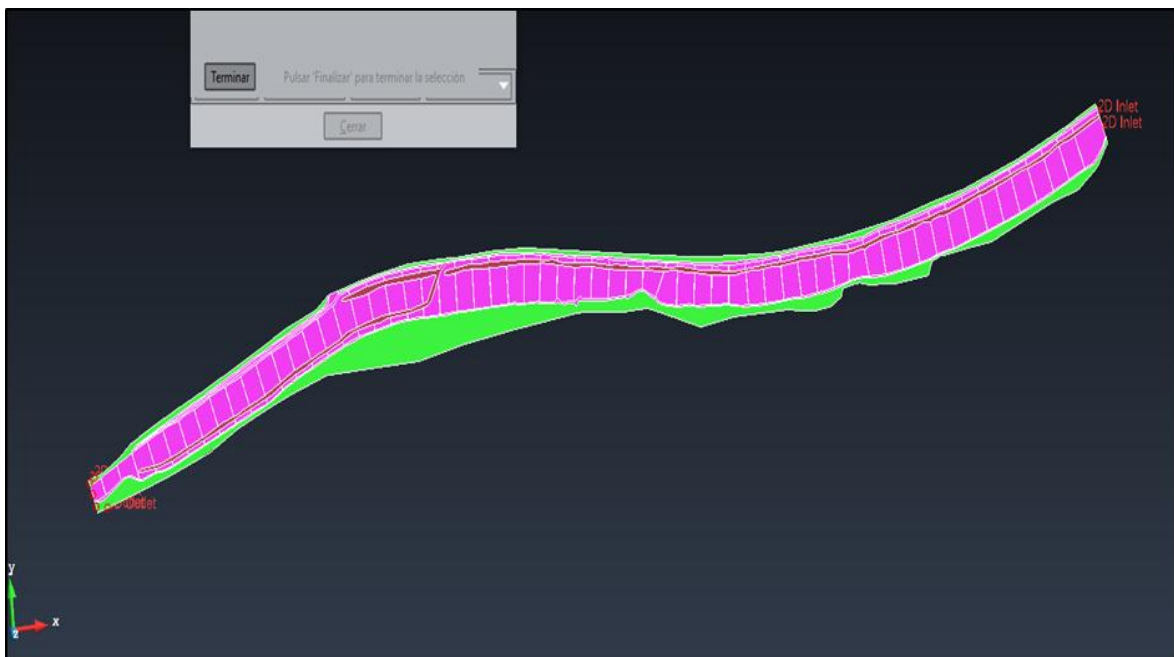 Terminar
Pulsar 'Finalizar' para terminar la selección
Cerrar
2D Inlet
2D Inlet
y
x
z